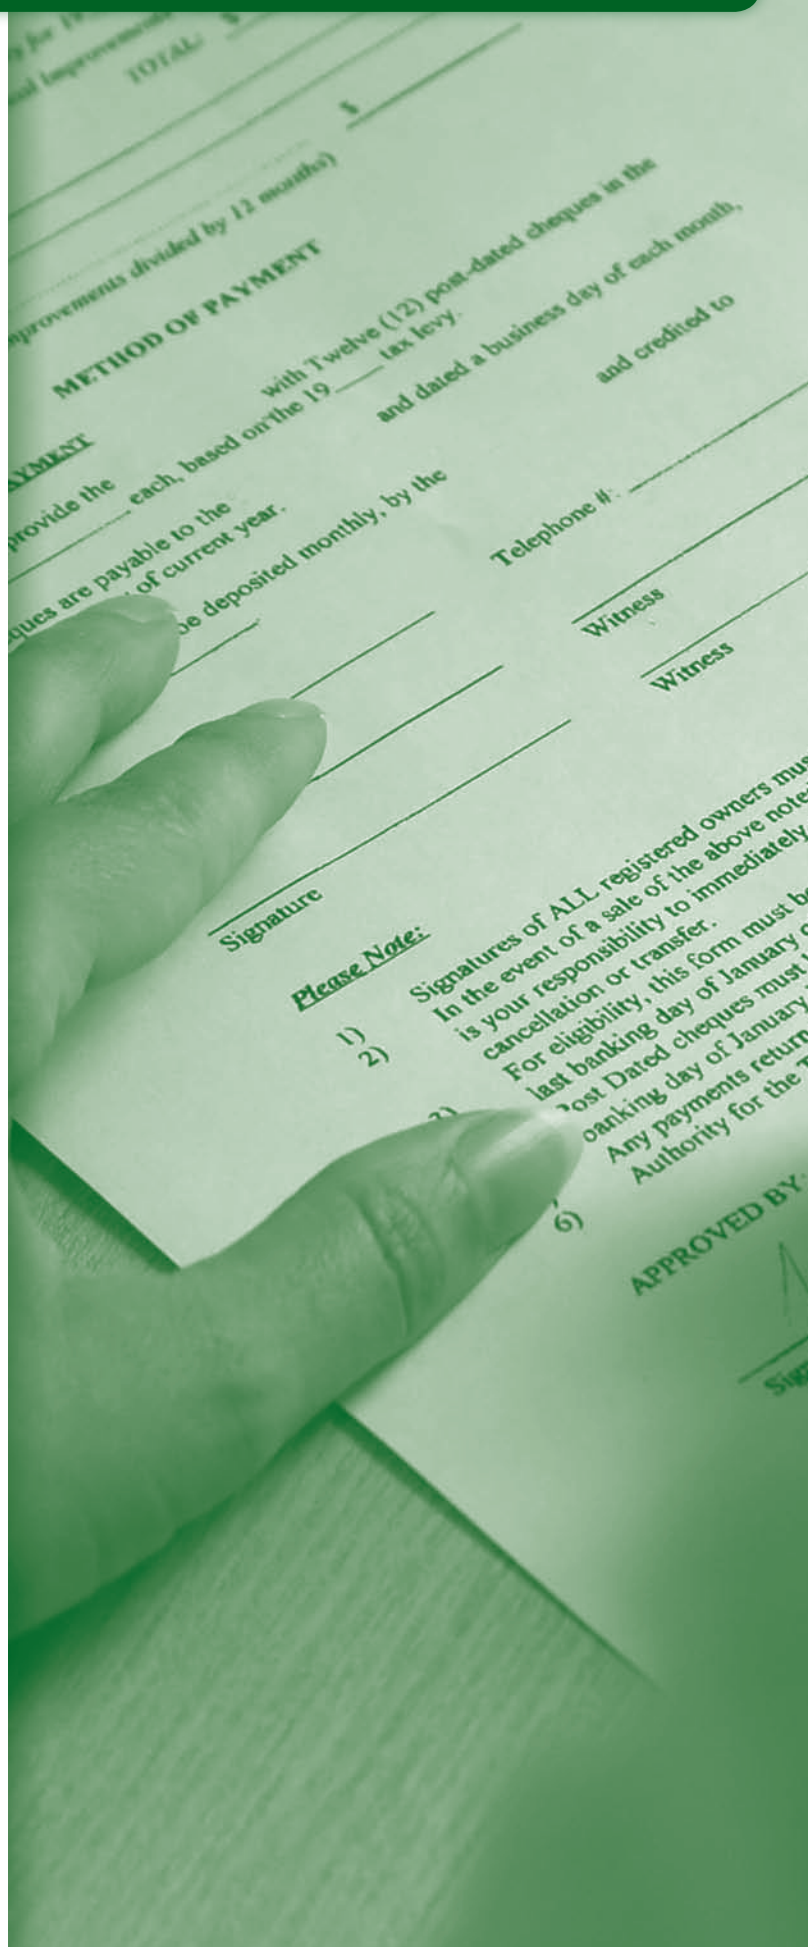 TOTAL: $
$
improvements divided by 12 months)
METHOD OF PAYMENT
with Twelve (12) post-dated cheques in the
provide the
each, based on the 19____ tax levy.
and dated a business day of each month,
ques are payable to the
of current year.
and credited to
be deposited monthly, by the
Telephone #:
Witness
Witness
Signature
Please Note:
1) Signatures of ALL registered owners mus
2) In the event of a sale of the above noted
is your responsibility to immediately
cancellation or transfer.
For eligibility, this form must be
last banking day of January
Post Dated cheques must
banking day of January
Any payments return
6) Authority for the
APPROVED BY